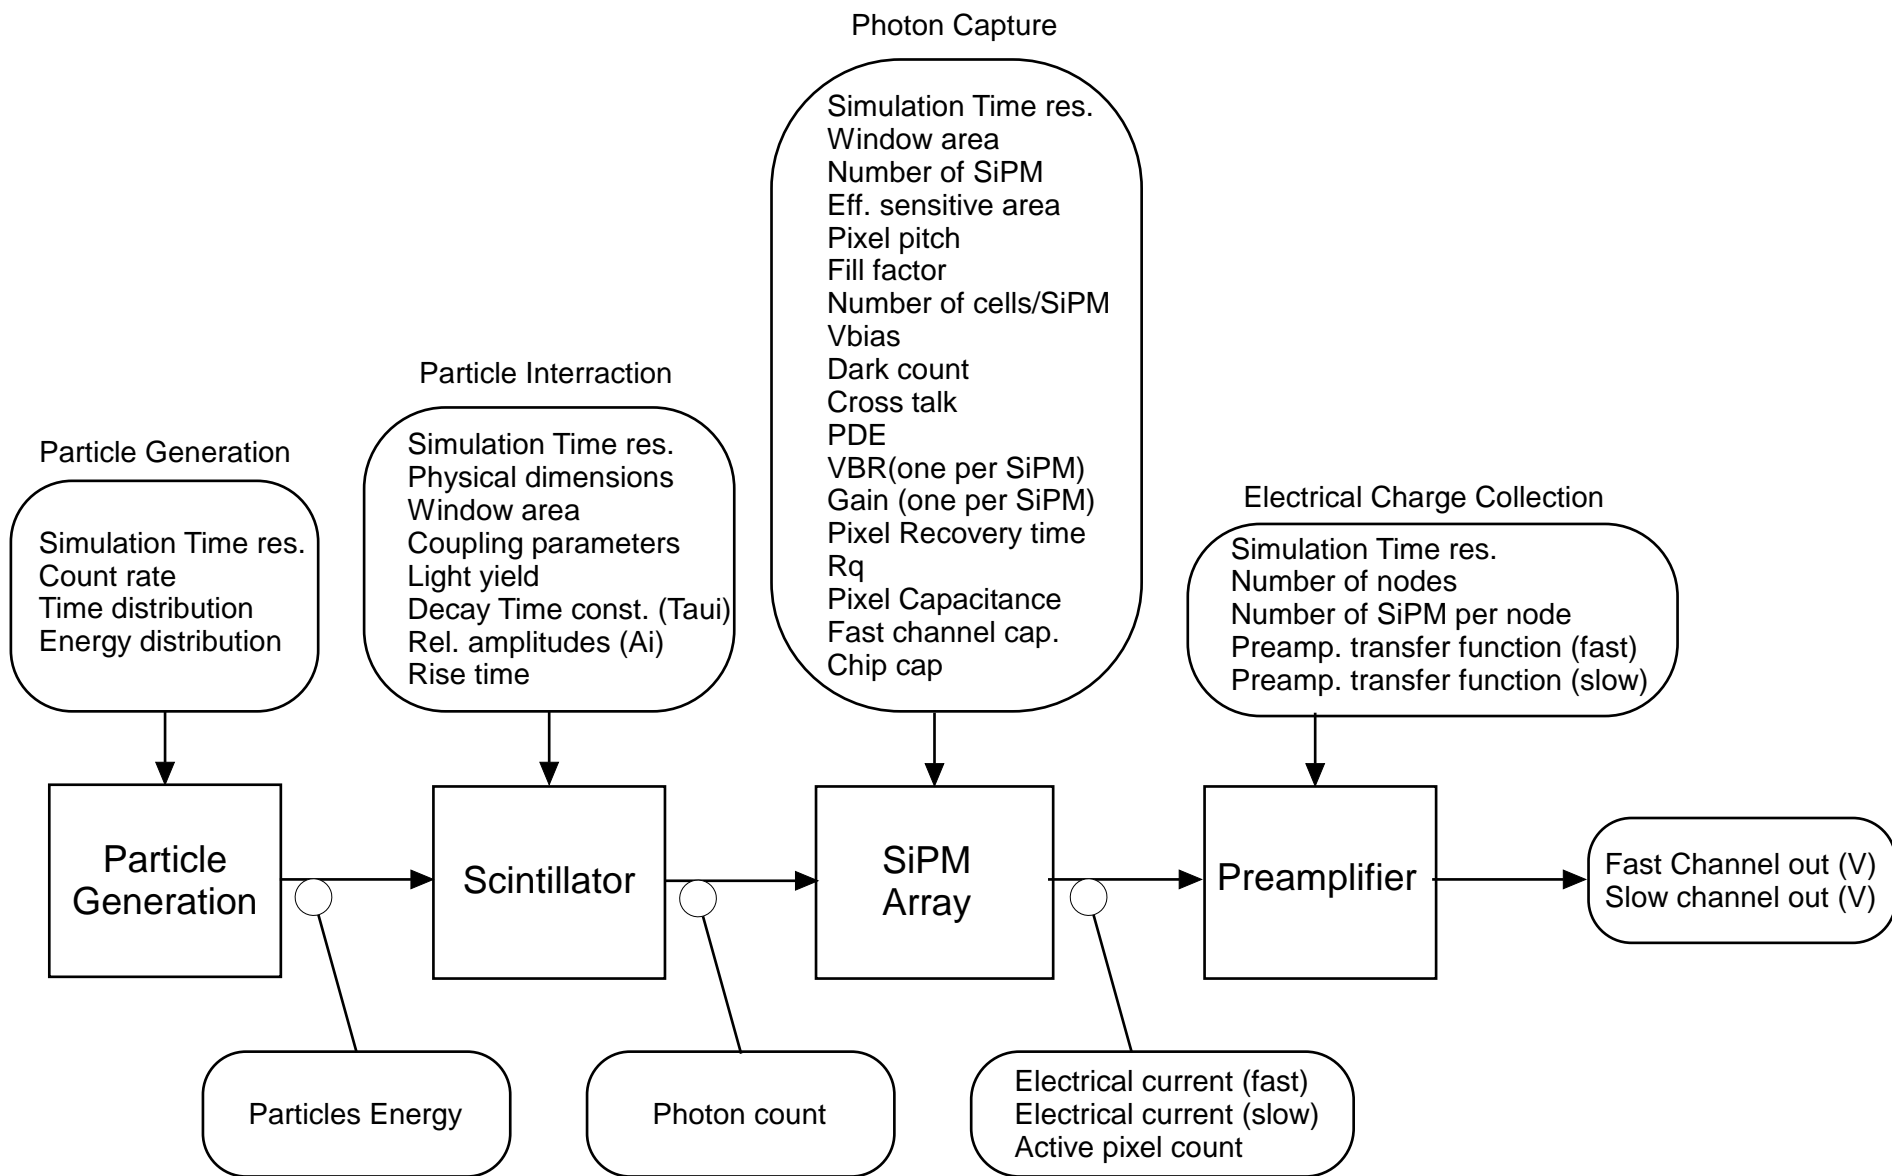 Photon Capture
Simulation Time res.
Window area
Number of SiPM
Eff. sensitive area
Pixel pitch
Fill factor
Number of cells/SiPM
Vbias
Dark count
Cross talk
PDE
VBR(one per SiPM)
Gain (one per SiPM)
Pixel Recovery time
Rq
Pixel Capacitance
Fast channel cap.
Chip cap
Particle Interraction
Simulation Time res.
Physical dimensions
Window area
Coupling parameters
Light yield
Decay Time const. (Taui)
Rel. amplitudes (Ai)
Rise time
Particle Generation
Simulation Time res.
Count rate
Time distribution
Energy distribution
Electrical Charge Collection
Simulation Time res.
Number of nodes
Number of SiPM per node
Preamp. transfer function (fast)
Preamp. transfer function (slow)
Particle
Generation
Scintillator
SiPM
Array
Preamplifier
Fast Channel out (V)
Slow channel out (V)
Particles Energy
Photon count
Electrical current (fast)
Electrical current (slow)
Active pixel count